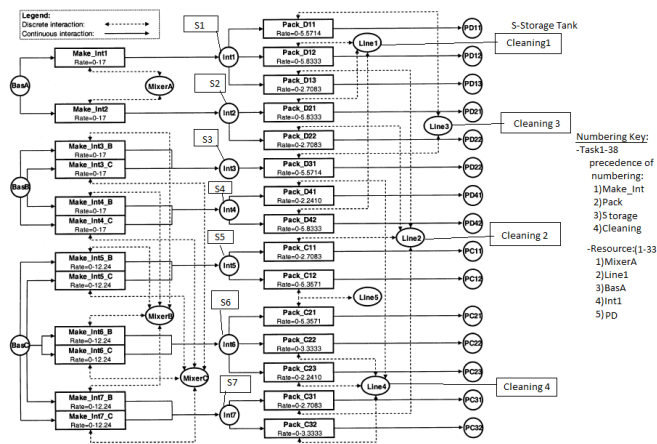 Legend:
Discrete interaction:
Continuous interaction:
S-Storage Tank
S1
Pack_D11
Rate=0-5.5714
PD11
Line1
Cleaning1
Make_Int1
Rate=0-17
Int1
Pack_D12
Rate=0-5.8333
PD12
BasA
MixerA
S2
Pack_D13
Rate=0-2.7083
PD13
Make_Int2
Rate=0-17
Int2
Pack_D21
Rate=0-5.8333
PD21
Line3
Cleaning 3
S3
Pack_D22
Rate=0-2.7083
PD22
Make_Int3_B
Rate=0-17
Make_Int3_C
Rate=0-17
Int3
Pack_D31
Rate=0-5.5714
PD22
BasB
S4
Pack_D41
Rate=0-2.2410
PD41
Make_Int4_B
Rate=0-17
Make_Int4_C
Rate=0-17
Int4
Pack_D42
Rate=0-5.8333
PD42
Line2
Cleaning 2
S5
Pack_C11
Rate=0-2.7083
PC11
Make_Int5_B
Rate=0-12.24
Make_Int5_C
Rate=0-12.24
Int5
Pack_C12
Rate=0-5.3571
PC12
Line5
MixerB
S6
Pack_C21
Rate=0-5.3571
PC21
BasC
Make_Int6_B
Rate=0-12.24
Make_Int6_C
Rate=0-12.24
Int6
Pack_C22
Rate=0-3.3333
PC22
MixerC
Pack_C23
Rate=0-2.2410
PC23
Line4
Cleaning 4
S7
Make_Int7_B
Rate=0-12.24
Make_Int7_C
Rate=0-12.24
Int7
Pack_C31
Rate=0-2.7083
PC31
Pack_C32
Rate=0-3.3333
PC32
Numbering Key:
-Task1-38
precedence of
numbering:
1)Make_Int
2)Pack
3)Storage
4)Cleaning
-Resource:(1-33
1)MixerA
2)Line1
3)BasA
4)Int1
5)PD